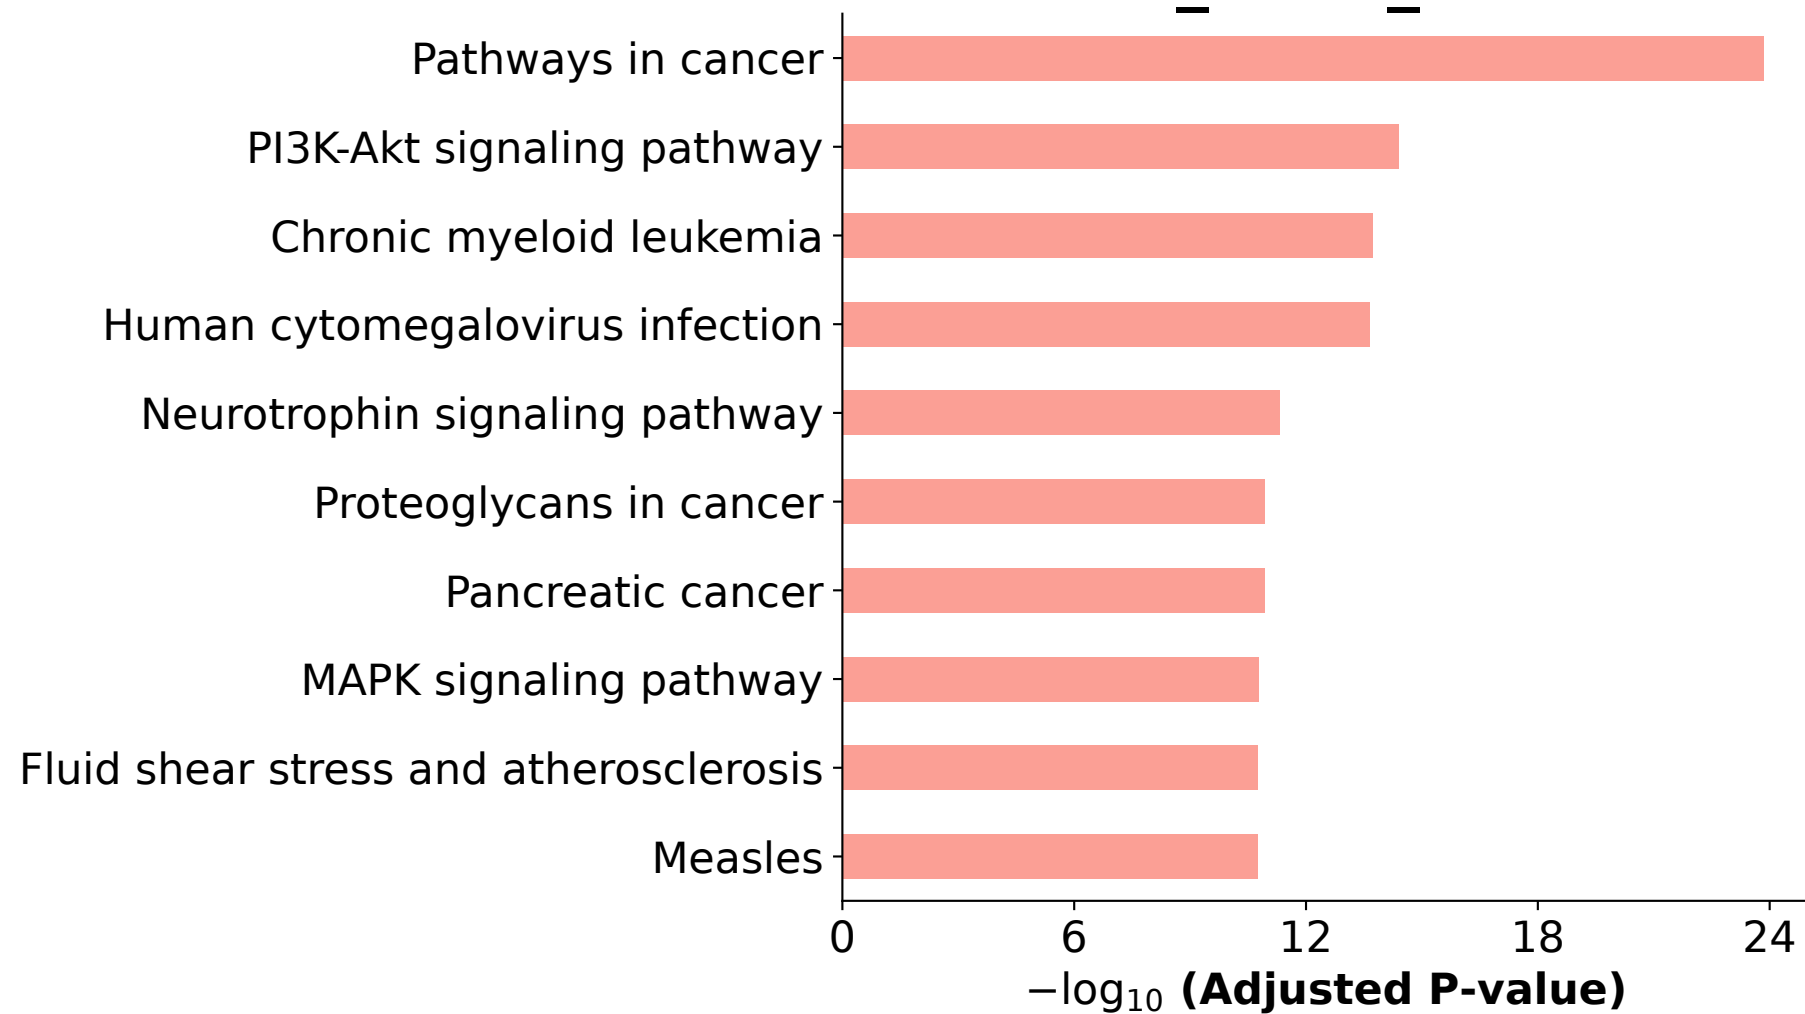 Pathways in cancer
PI3K-Akt signaling pathway
Chronic myeloid leukemia
Human cytomegalovirus infection
Neurotrophin signaling pathway
Proteoglycans in cancer
Pancreatic cancer
MAPK signaling pathway
Fluid shear stress and atherosclerosis
Measles
0 6 12 18 24
−log₁₀ (Adjusted P-value)